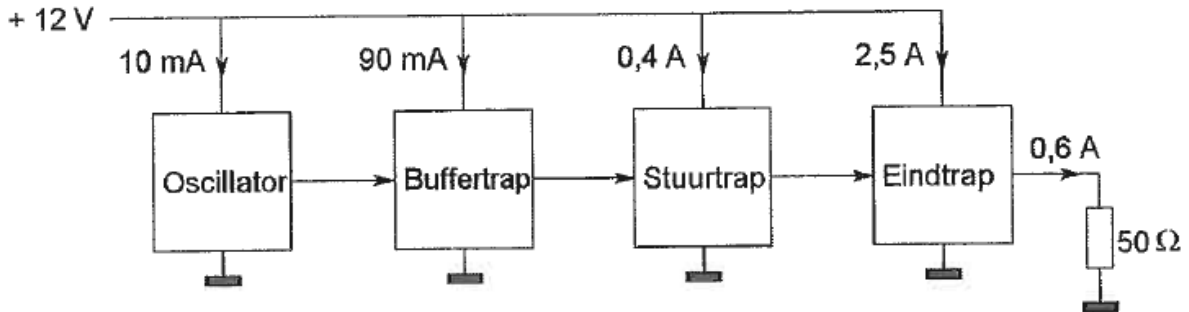 + 12 V
10 mA
90 mA
0,4 A
2,5 A
Oscillator
Buffertrap
Stuurtrap
Eindtrap
0,6 A
50 Ω